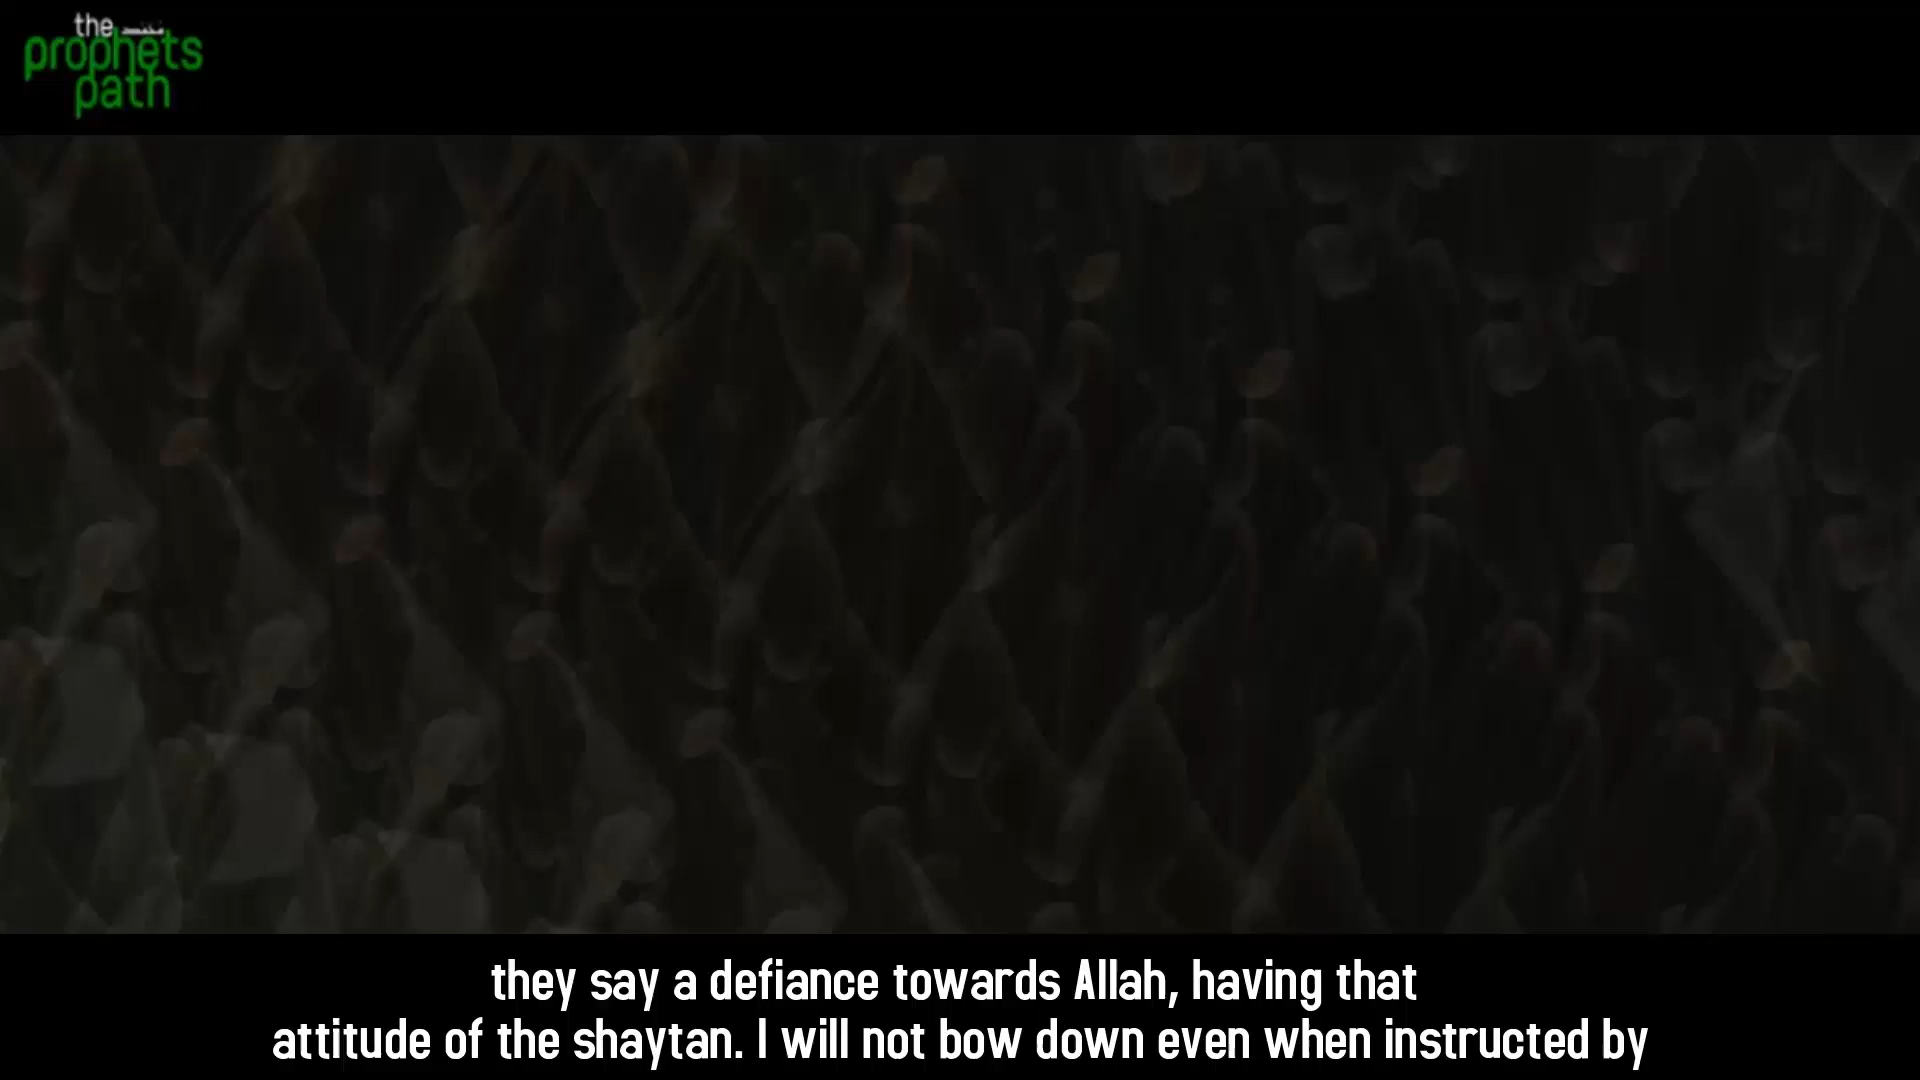 the
prophets
path
they say a defiance towards Allah, having that
attitude of the shaytan. I will not bow down even when instructed by